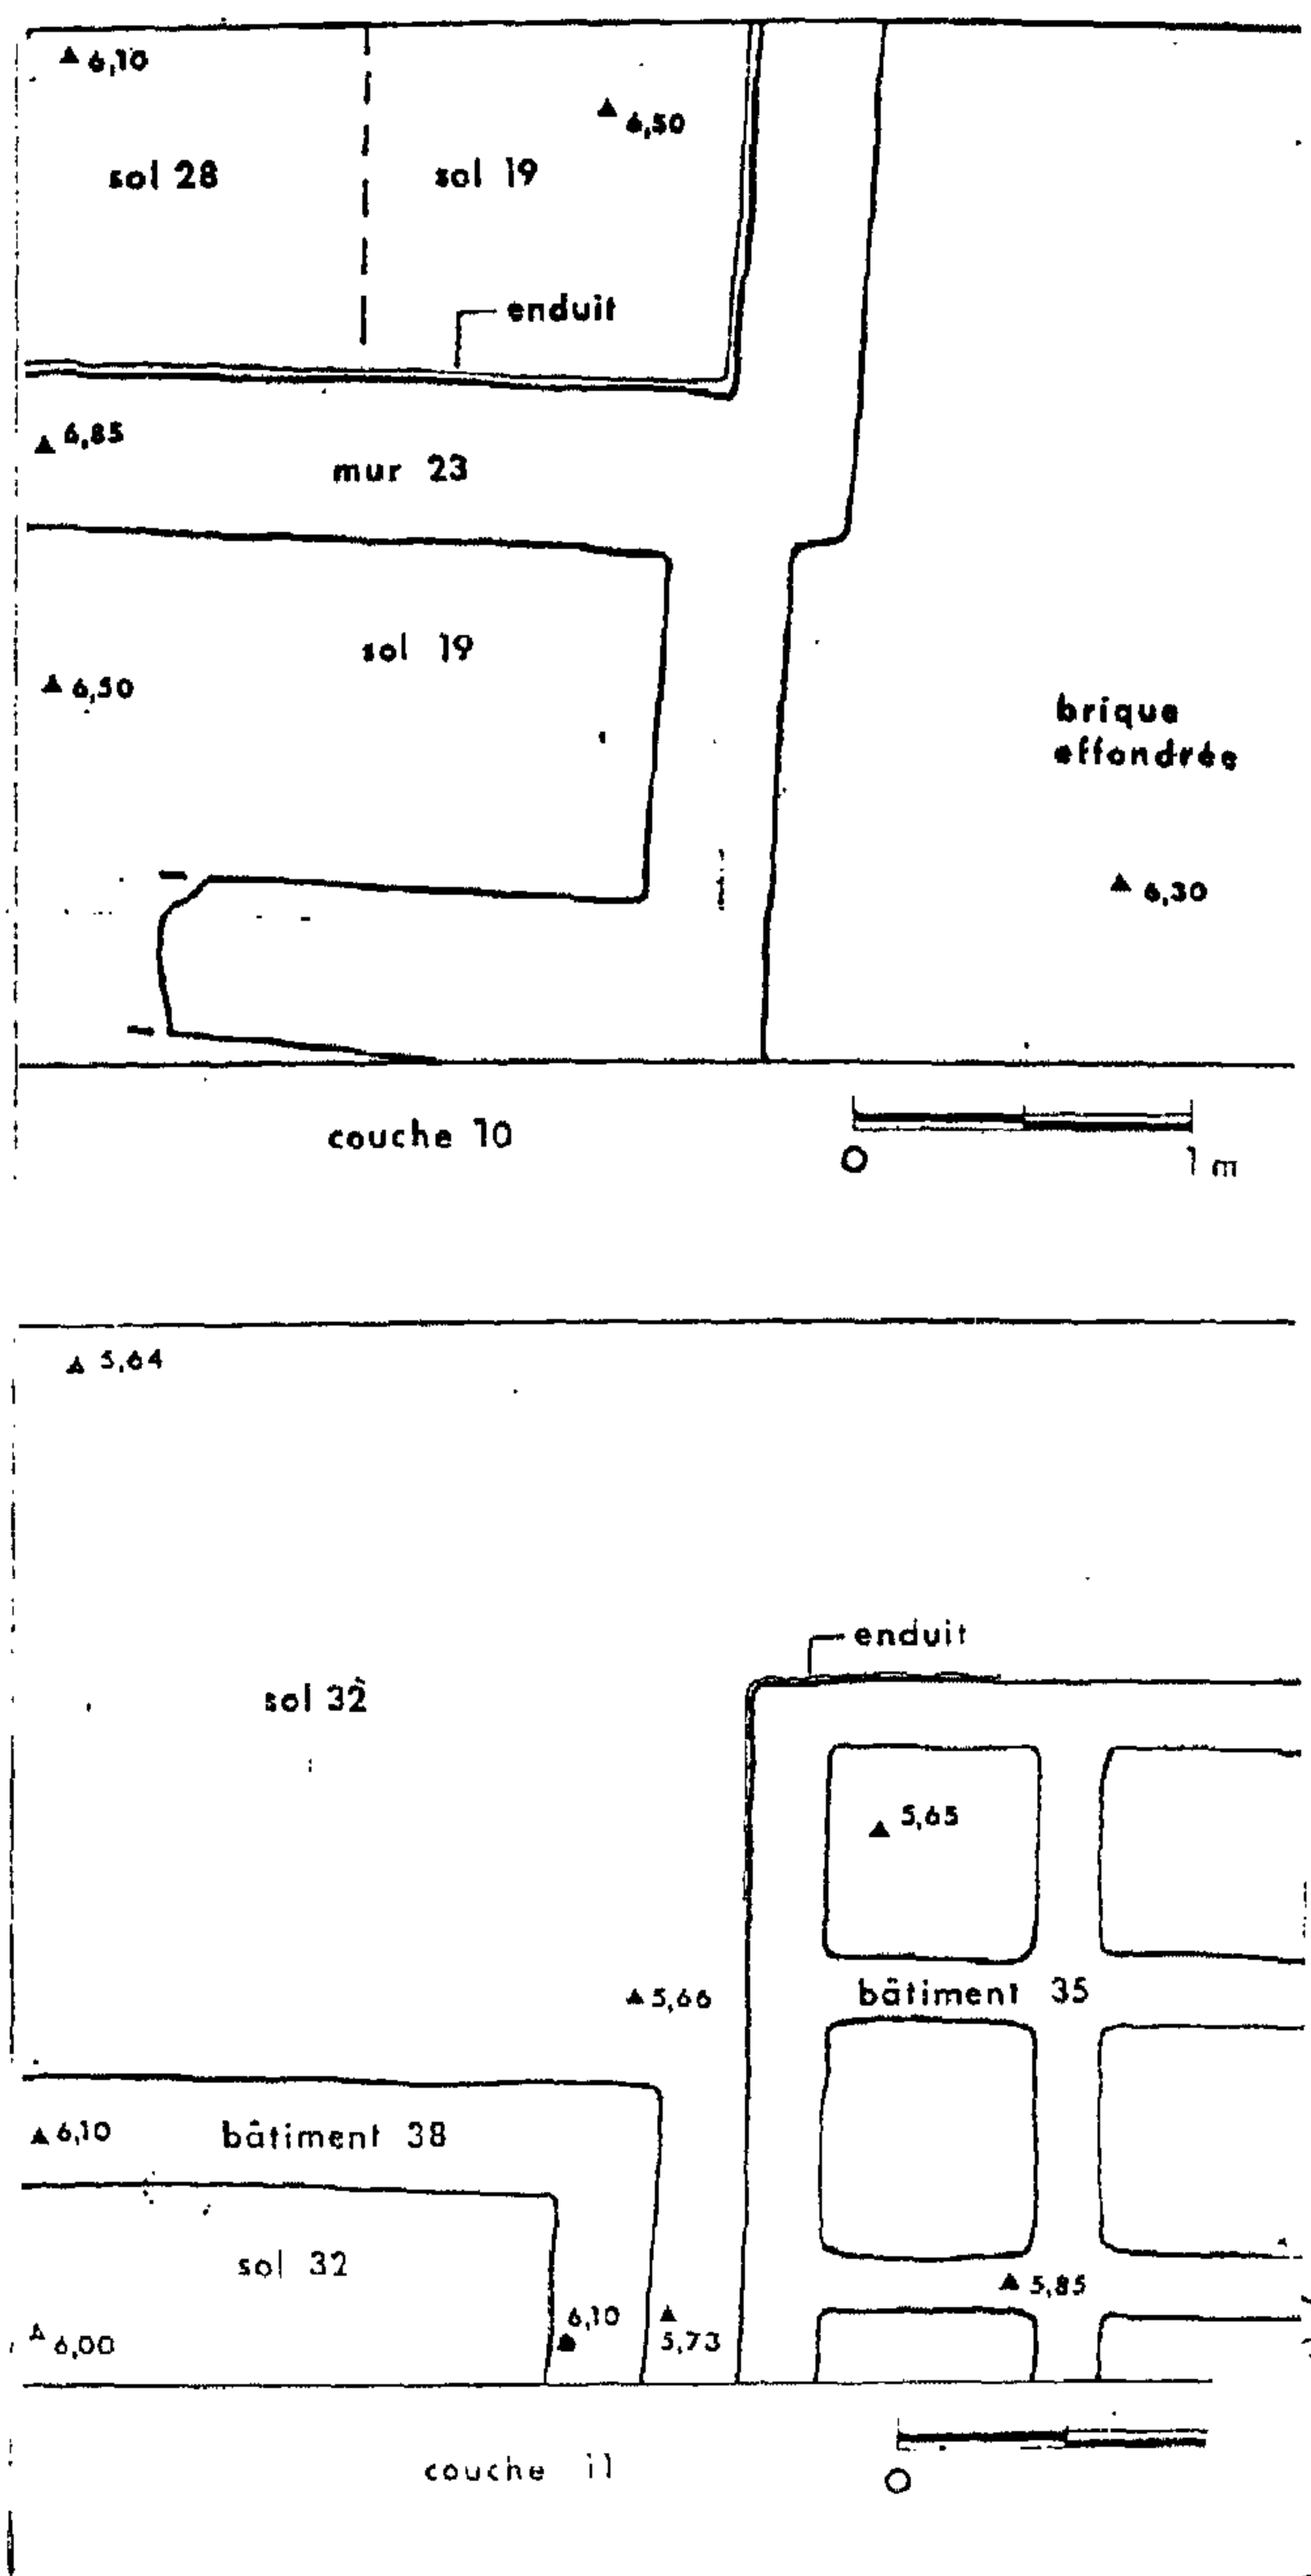 6,10
6,50
sol 28
sol 19
enduit
6,85
mur 23
sol 19
6,50
brique
effondrée
6,30
couche 10
0
1 m
5,64
enduit
sol 32
5,65
5,66
bâtiment 35
6,10
bâtiment 38
sol 32
5,85
6,10
6,00
5,73
couche 11
0